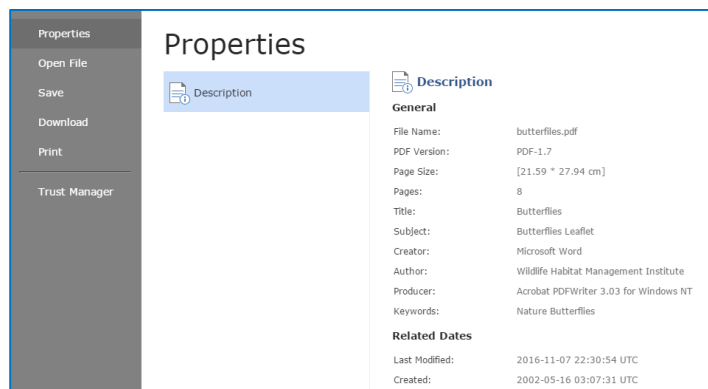 Properties
Open File
Save
Download
Print
Trust Manager
Properties
Description
Description
General
File Name: butterfiles.pdf
PDF Version: PDF-1.7
Page Size: [21.59 * 27.94 cm]
Pages: 8
Title: Butterflies
Subject: Butterflies Leaflet
Creator: Microsoft Word
Author: Wildlife Habitat Management Institute
Producer: Acrobat PDFWriter 3.03 for Windows NT
Keywords: Nature Butterflies
Related Dates
Last Modified: 2016-11-07 22:30:54 UTC
Created: 2002-05-16 03:07:31 UTC